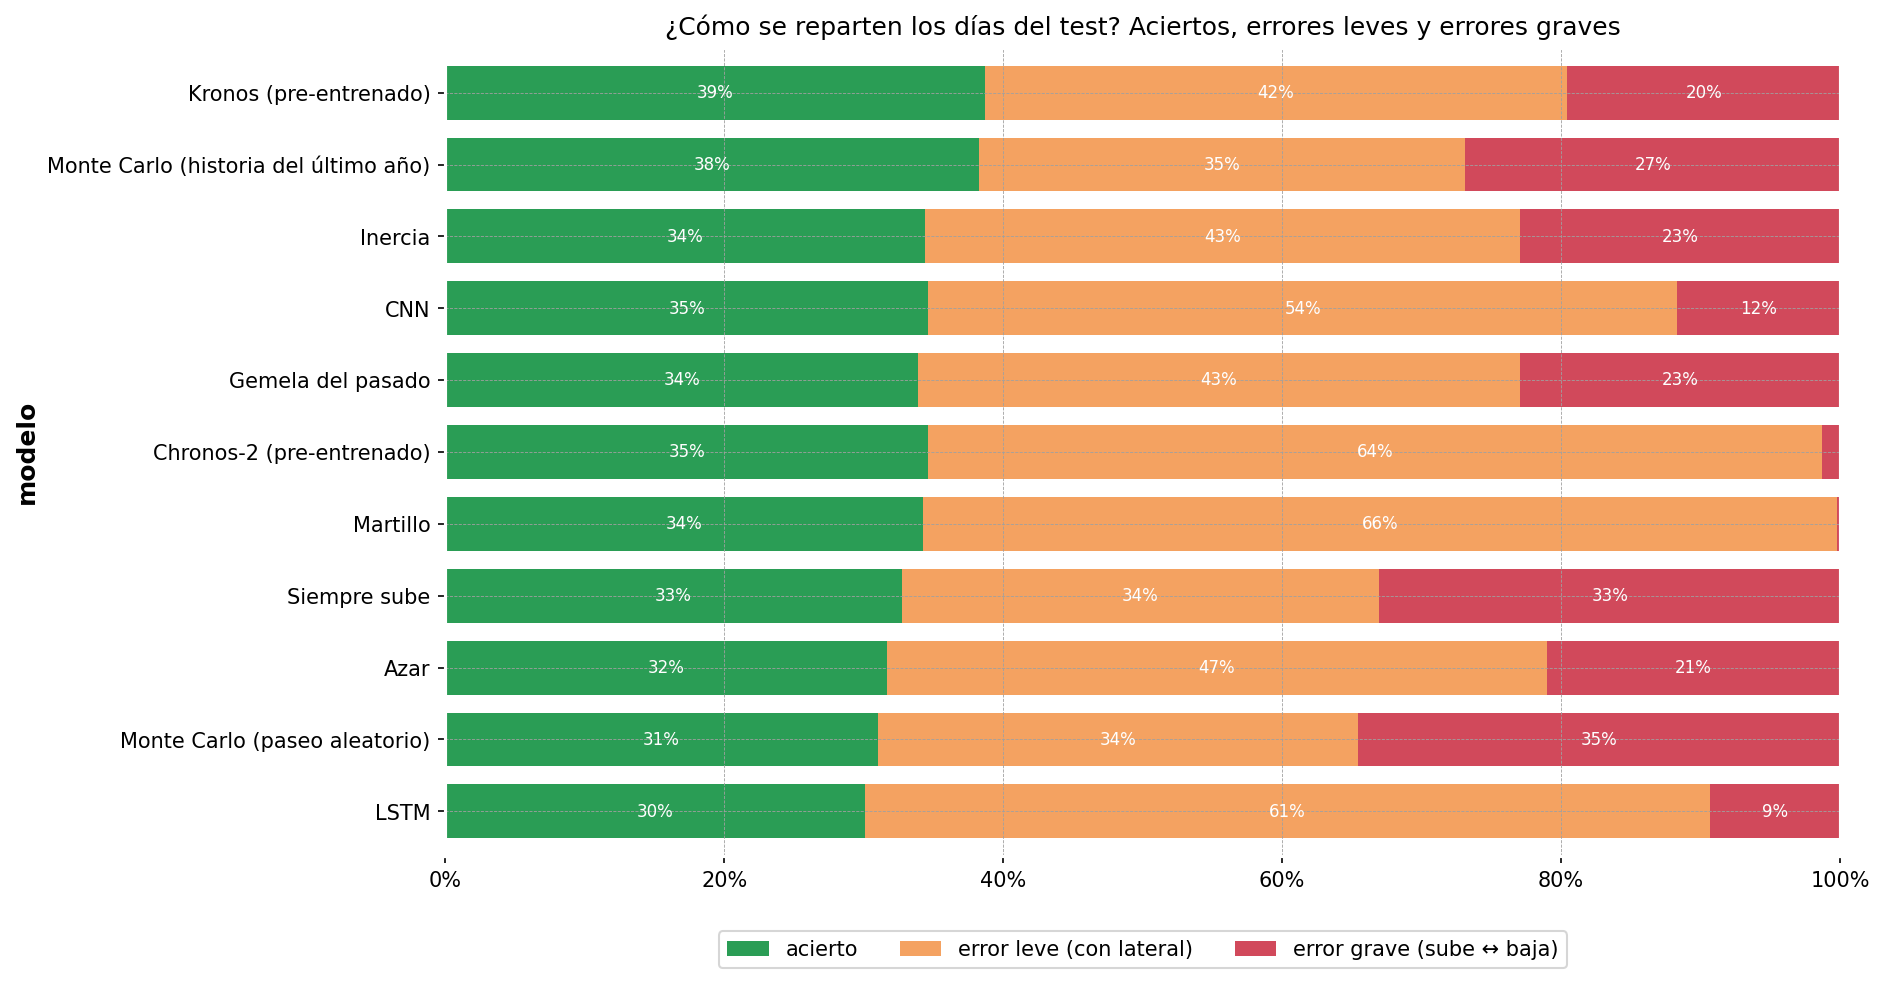 ¿Cómo se reparten los días del test? Aciertos, errores leves y errores graves
modelo
Kronos (pre-entrenado) 39% 42% 20%
Monte Carlo (historia del último año) 38% 35% 27%
Inercia 34% 43% 23%
CNN 35% 54% 12%
Gemela del pasado 34% 43% 23%
Chronos-2 (pre-entrenado) 35% 64%
Martillo 34% 66%
Siempre sube 33% 34% 33%
Azar 32% 47% 21%
Monte Carlo (paseo aleatorio) 31% 34% 35%
LSTM 30% 61% 9%
0% 20% 40% 60% 80% 100%
acierto error leve (con lateral) error grave (sube ↔ baja)